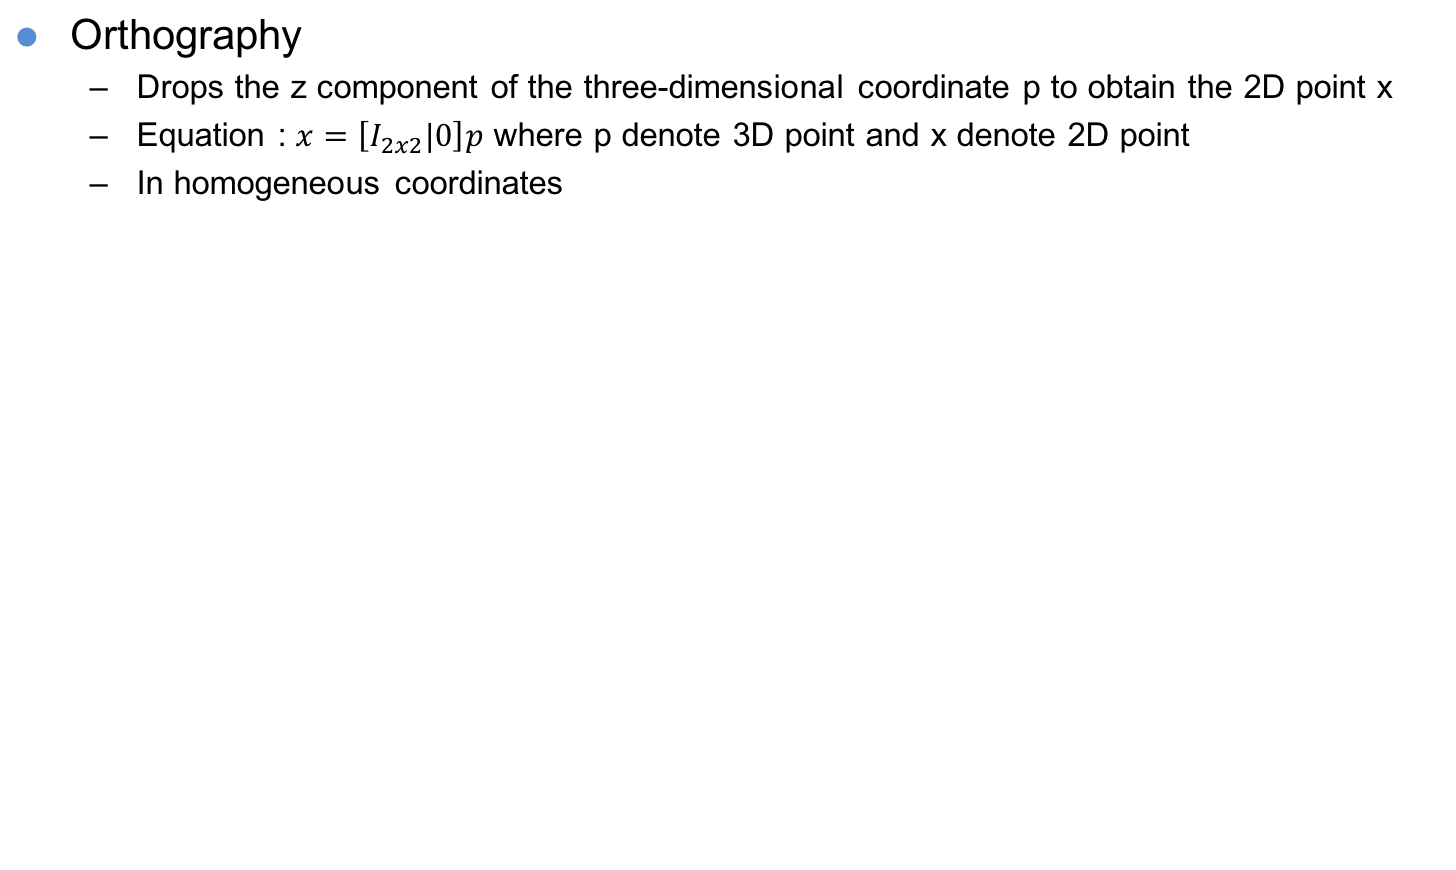 ● Orthography
– Drops the z component of the three-dimensional coordinate p to obtain the 2D point x
– Equation : 𝑥 = [𝐼₂ₓ₂|0]𝑝 where p denote 3D point and x denote 2D point
– In homogeneous coordinates